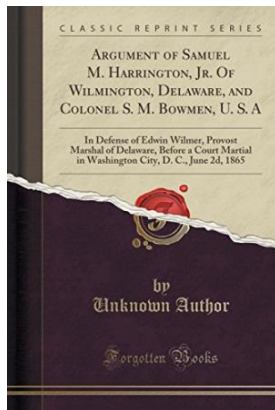 CLASSIC REPRINT SERIES
ARGUMENT OF SAMUEL
M. HARRINGTON, JR. OF
WILMINGTON, DELAWARE, AND
COLONEL S. M. BOWMEN, U. S. A
In Defense of Edwin Wilmer, Provost
Marshal of Delaware, Before a Court Martial
in Washington City, D. C., June 2d, 1865
by
Unknown Author
Forgotten Books